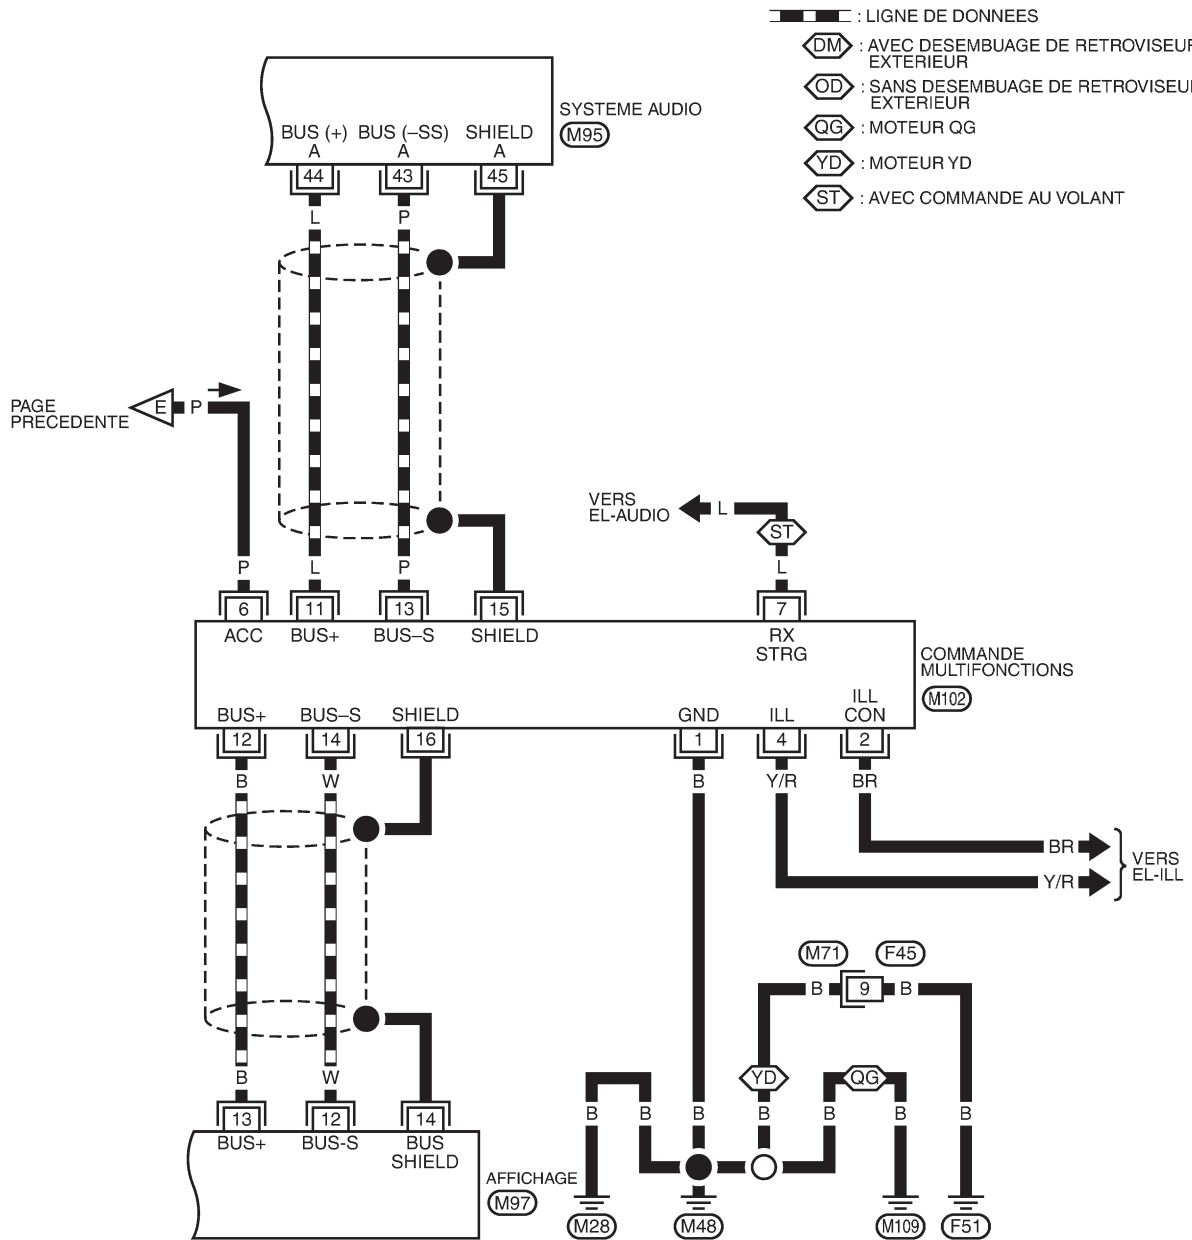 : LIGNE DE DONNEES
DM : AVEC DESEMBUAGE DE RETROVISEUR
EXTERIEUR
OD : SANS DESEMBUAGE DE RETROVISEUR
EXTERIEUR
QG : MOTEUR QG
YD : MOTEUR YD
ST : AVEC COMMANDE AU VOLANT
SYSTEME AUDIO
M95
BUS (+) BUS (–SS) SHIELD
A A A
44 43 45
L P
PAGE
PRECEDENTE
E P
VERS
EL-AUDIO
L
ST
P L P L
6 11 13 15 7
ACC BUS+ BUS–S SHIELD RX
STRG
COMMANDE
MULTIFONCTIONS
M102
BUS+ BUS–S SHIELD GND ILL ILL
CON
12 14 16 1 4 2
B W B Y/R BR
BR
Y/R
VERS
EL-ILL
M71 F45
B 9 B
YD QG
B W
B B B B B B B
13 12 14
BUS+ BUS-S BUS
SHIELD
AFFICHAGE
M97
M28 M48 M109 F51